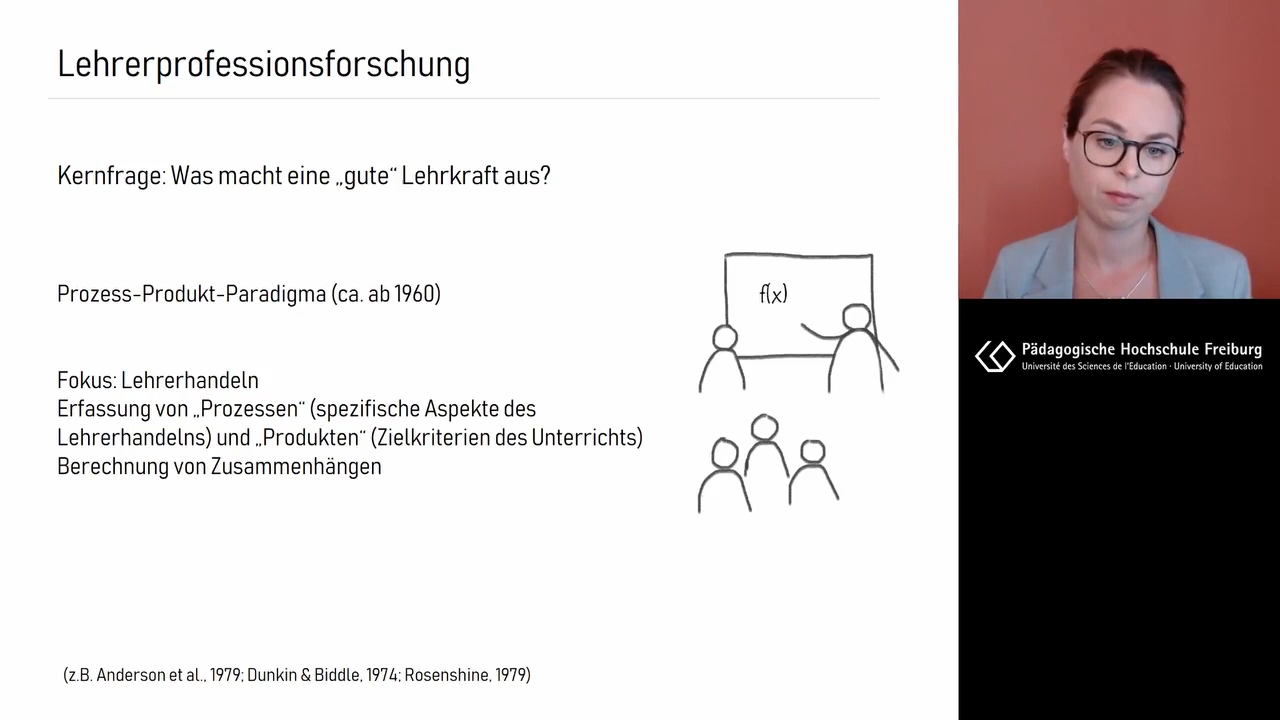 Lehrerprofessionsforschung
Kernfrage: Was macht eine „gute“ Lehrkraft aus?
Prozess-Produkt-Paradigma (ca. ab 1960)
Fokus: Lehrerhandeln
Erfassung von „Prozessen“ (spezifische Aspekte des
Lehrerhandelns) und „Produkten“ (Zielkriterien des Unterrichts)
Berechnung von Zusammenhängen
f(x)
(z.B. Anderson et al., 1979; Dunkin & Biddle, 1974; Rosenshine, 1979)
Pädagogische Hochschule Freiburg
Université des Sciences de l'Education · University of Education